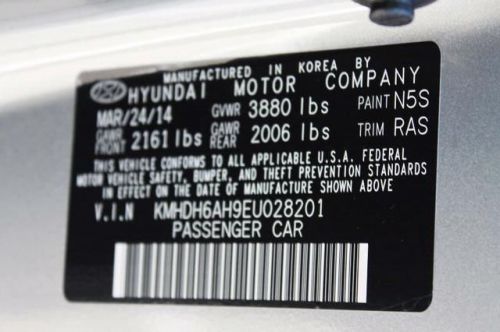 MANUFACTURED IN KOREA BY
HYUNDAI MOTOR COMPANY
MAR/24/14 GVWR 3880 lbs PAINT N5S
GAWR FRONT 2161 lbs GAWR REAR 2006 lbs TRIM RAS
THIS VEHICLE CONFORMS TO ALL APPLICABLE U.S.A. FEDERAL
MOTOR VEHICLE SAFETY, BUMPER, AND THEFT PREVENTION STANDARDS
IN EFFECT ON THE DATE OF MANUFACTURE SHOWN ABOVE
V.I.N KMHDH6AH9EU028201
PASSENGER CAR